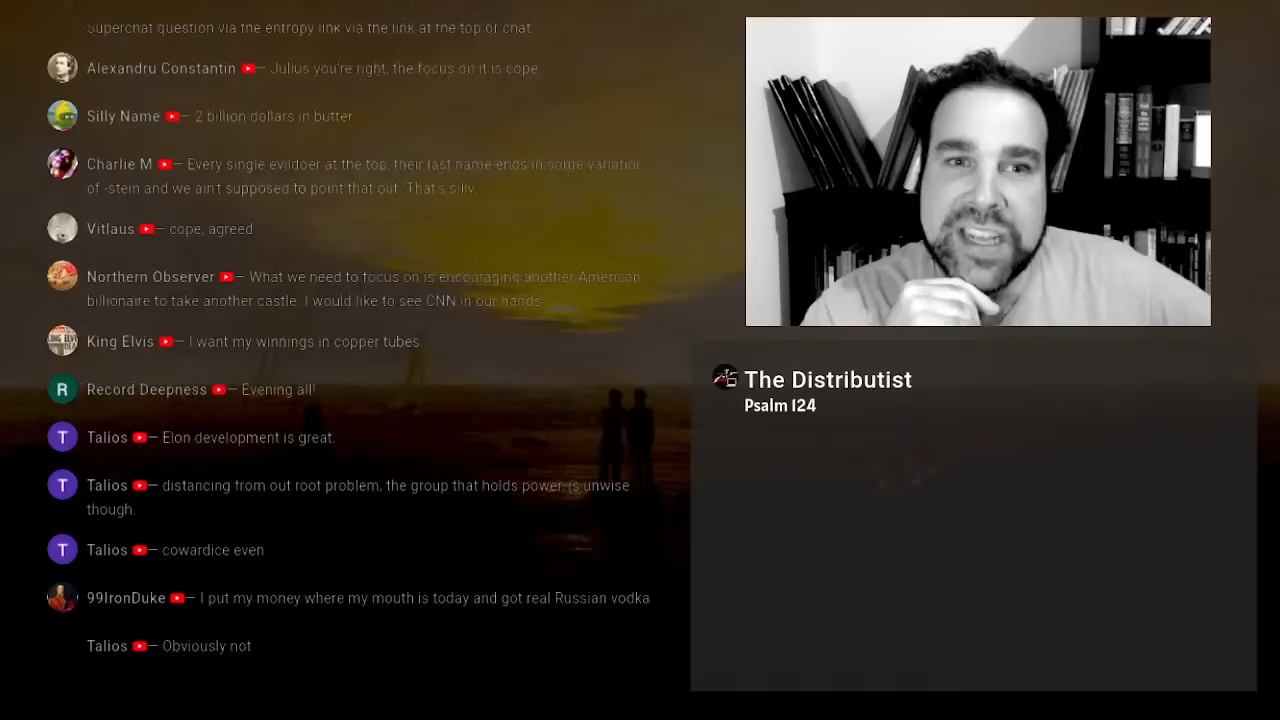 Superchat question via the entropy link via the link at the top of chat.
Alexandru Constantin — Julius you're right, the focus on it is cope
Silly Name — 2 billion dollars in butter
Charlie M — Every single evildoer at the top, their last name ends in some variation
of -stein and we ain't supposed to point that out. That's silly.
Vitlaus — cope, agreed
Northern Observer — What we need to focus on is encouraging another American
billionaire to take another castle. I would like to see CNN in our hands
King Elvis — I want my winnings in copper tubes.
R
Record Deepness — Evening all!
T
Talios — Elon development is great.
T
Talios — distancing from out root problem, the group that holds power, is unwise
though.
T
Talios — cowardice even
99IronDuke — I put my money where my mouth is today and got real Russian vodka
Talios — Obviously not
The Distributist
Psalm 124